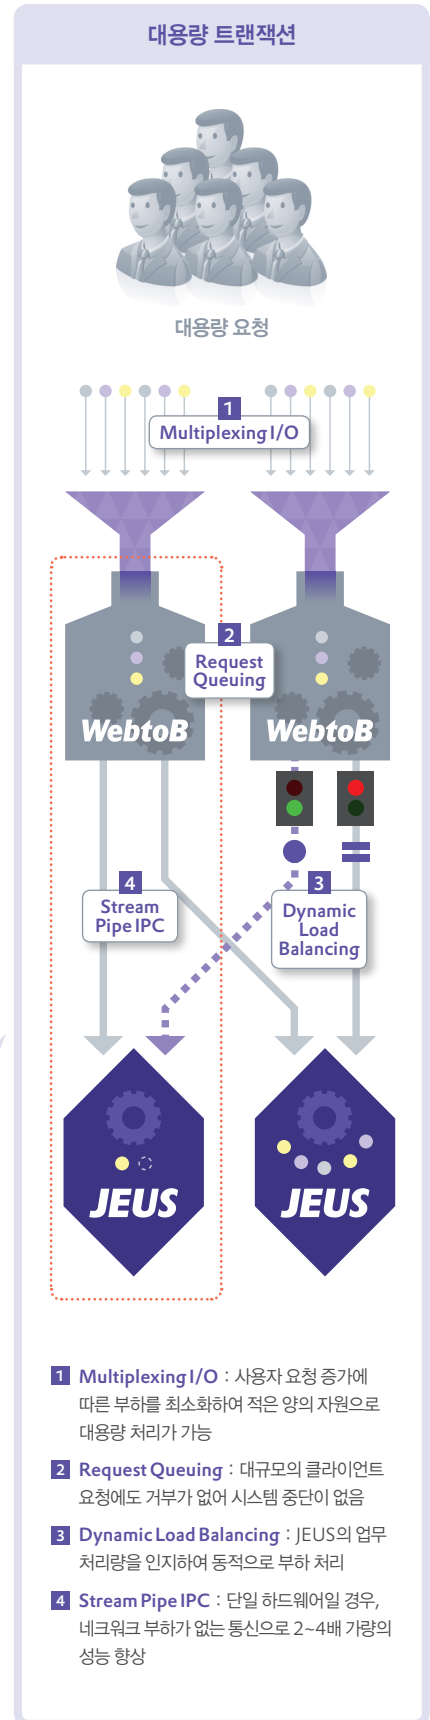 대용량 트랜잭션
대용량 요청
1
Multiplexing I/O
2
Request
Queuing
WebtoB
WebtoB
4
Stream
Pipe IPC
3
Dynamic
Load
Balancing
JEUS
JEUS
1 Multiplexing I/O : 사용자 요청 증가에
따른 부하를 최소화하여 적은 양의 자원으로
대용량 처리가 가능
2 Request Queuing : 대규모의 클라이언트
요청에도 거부가 없어 시스템 중단이 없음
3 Dynamic Load Balancing : JEUS의 업무
처리량을 인지하여 동적으로 부하 처리
4 Stream Pipe IPC : 단일 하드웨어일 경우,
네크워크 부하가 없는 통신으로 2~4배 가량의
성능 향상